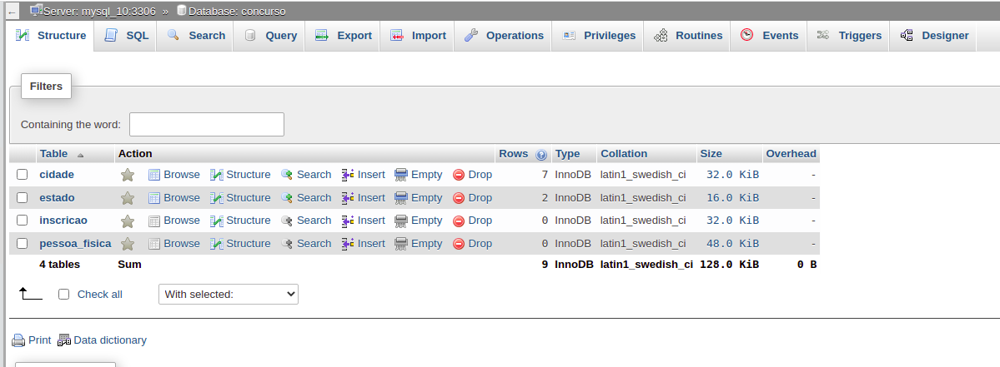 Server: mysql_10:3306 » Database: concurso
Structure SQL Search Query Export Import Operations Privileges Routines Events Triggers Designer
Filters
Containing the word:
Table Action Rows Type Collation Size Overhead
cidade Browse Structure Search Insert Empty Drop 7 InnoDB latin1_swedish_ci 32.0 KiB -
estado Browse Structure Search Insert Empty Drop 2 InnoDB latin1_swedish_ci 16.0 KiB -
inscricao Browse Structure Search Insert Empty Drop 0 InnoDB latin1_swedish_ci 32.0 KiB -
pessoa_fisica Browse Structure Search Insert Empty Drop 0 InnoDB latin1_swedish_ci 48.0 KiB -
4 tables Sum 9 InnoDB latin1_swedish_ci 128.0 KiB 0 B
Check all With selected:
Print Data dictionary